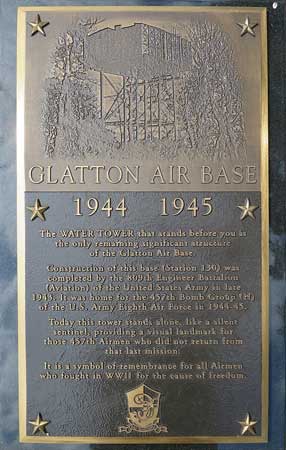 GLATTON AIR BASE
1944 1945
The WATER TOWER that stands before you is
the only remaining significant structure
of the Glatton Air Base.
Construction of this base (Station 130) was
completed by the 809th Engineer Battalion
(Aviation) of the United States Army in late
1943. It was home for the 457th Bomb Group (H)
of the U.S. Army Eighth Air Force in 1944-45.
Today this tower stands alone, like a silent
sentinel, providing a visual landmark for
those 457th Airmen who did not return from
that last mission.
It is a symbol of remembrance for all Airmen
who fought in WWII for the cause of freedom.